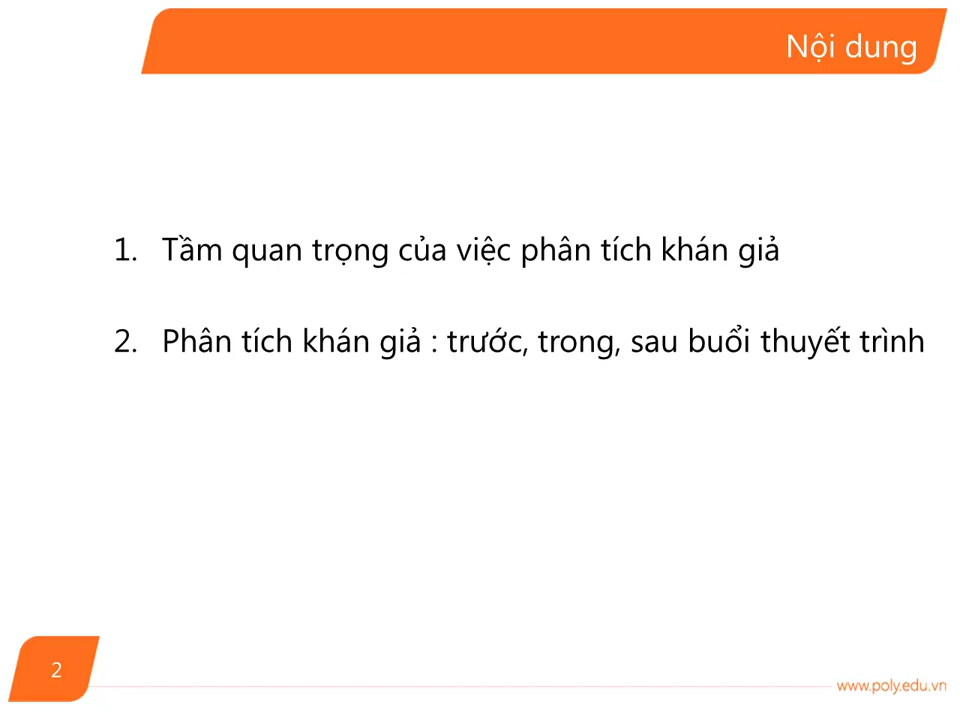 Nội dung
1. Tầm quan trọng của việc phân tích khán giả
2. Phân tích khán giả : trước, trong, sau buổi thuyết trình
2
www.poly.edu.vn